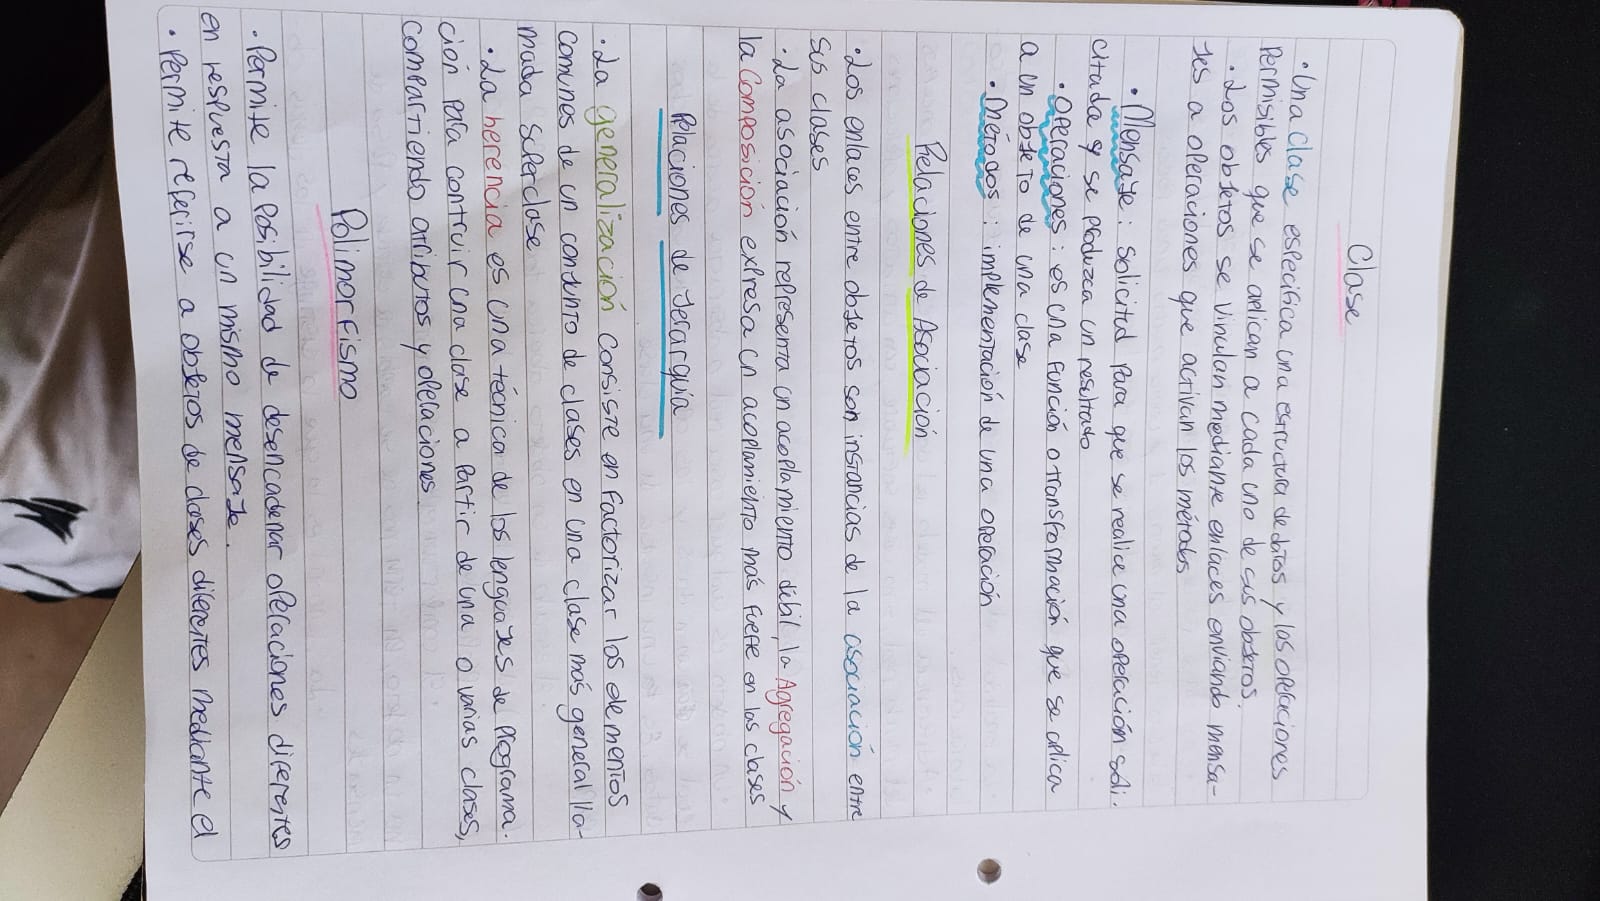 Clase
• Una Clase especifica una estructura de datos y las operaciones
Permisibles que se aplican a cada uno de sus objetos.
• Los objetos se vinculan mediante enlaces enviando mensa-
jes a operaciones que activan los métodos
• Mensaje: Solicitud para que se realice una operación soli-
citada y se produzca un resultado
• Operaciones: es una función o transformación que se aplica
a un objeto de una clase
• Métodos: implementación de una operación
Relaciones de Asociación
• Los enlaces entre objetos son instancias de la asociación entre
sus clases
• La asociación representa un acoplamiento débil, la Agregación y
la Composición expresa un acoplamiento más fuerte en las clases
Relaciones de Jerarquía
• La generalización consiste en factorizar los elementos
comunes de un conjunto de clases en una clase más general lla-
mada superclase
• La herencia es una técnica de los lenguajes de programa-
ción para contruir una clase a partir de una o varias clases,
compartiendo atributos y operaciones
Polimorfismo
• Permite la posibilidad de desencadenar operaciones diferentes
en respuesta a un mismo mensaje.
• Permite referirse a objetos de clases diferentes mediante el